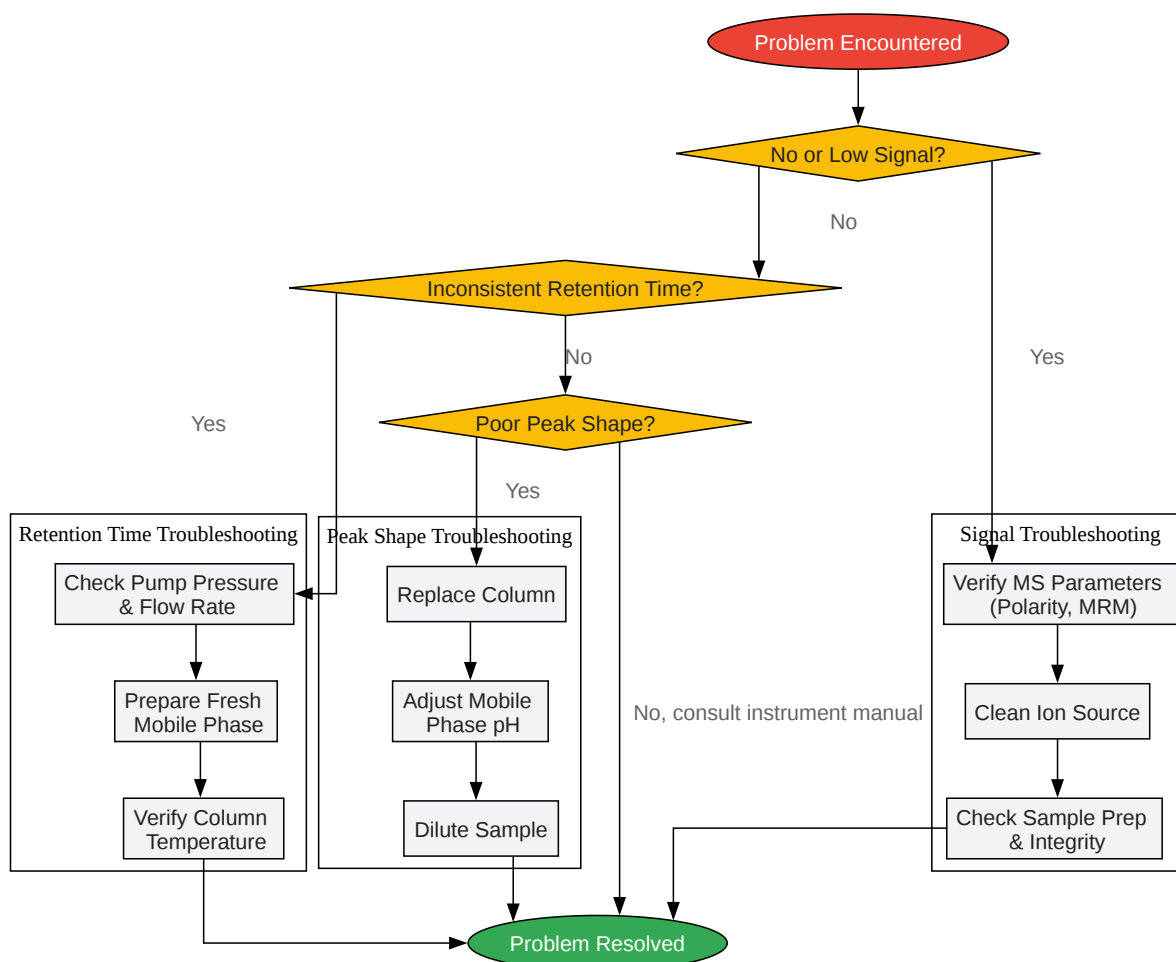 Problem Encountered
No or Low Signal?
No
Inconsistent Retention Time?
No
Yes
Poor Peak Shape?
Yes
Yes
Retention Time Troubleshooting
Peak Shape Troubleshooting
Signal Troubleshooting
Check Pump Pressure
& Flow Rate
Replace Column
Verify MS Parameters
(Polarity, MRM)
Prepare Fresh
Mobile Phase
Adjust Mobile
Phase pH
No, consult instrument manual
Clean Ion Source
Verify Column
Temperature
Dilute Sample
Check Sample Prep
& Integrity
Problem Resolved